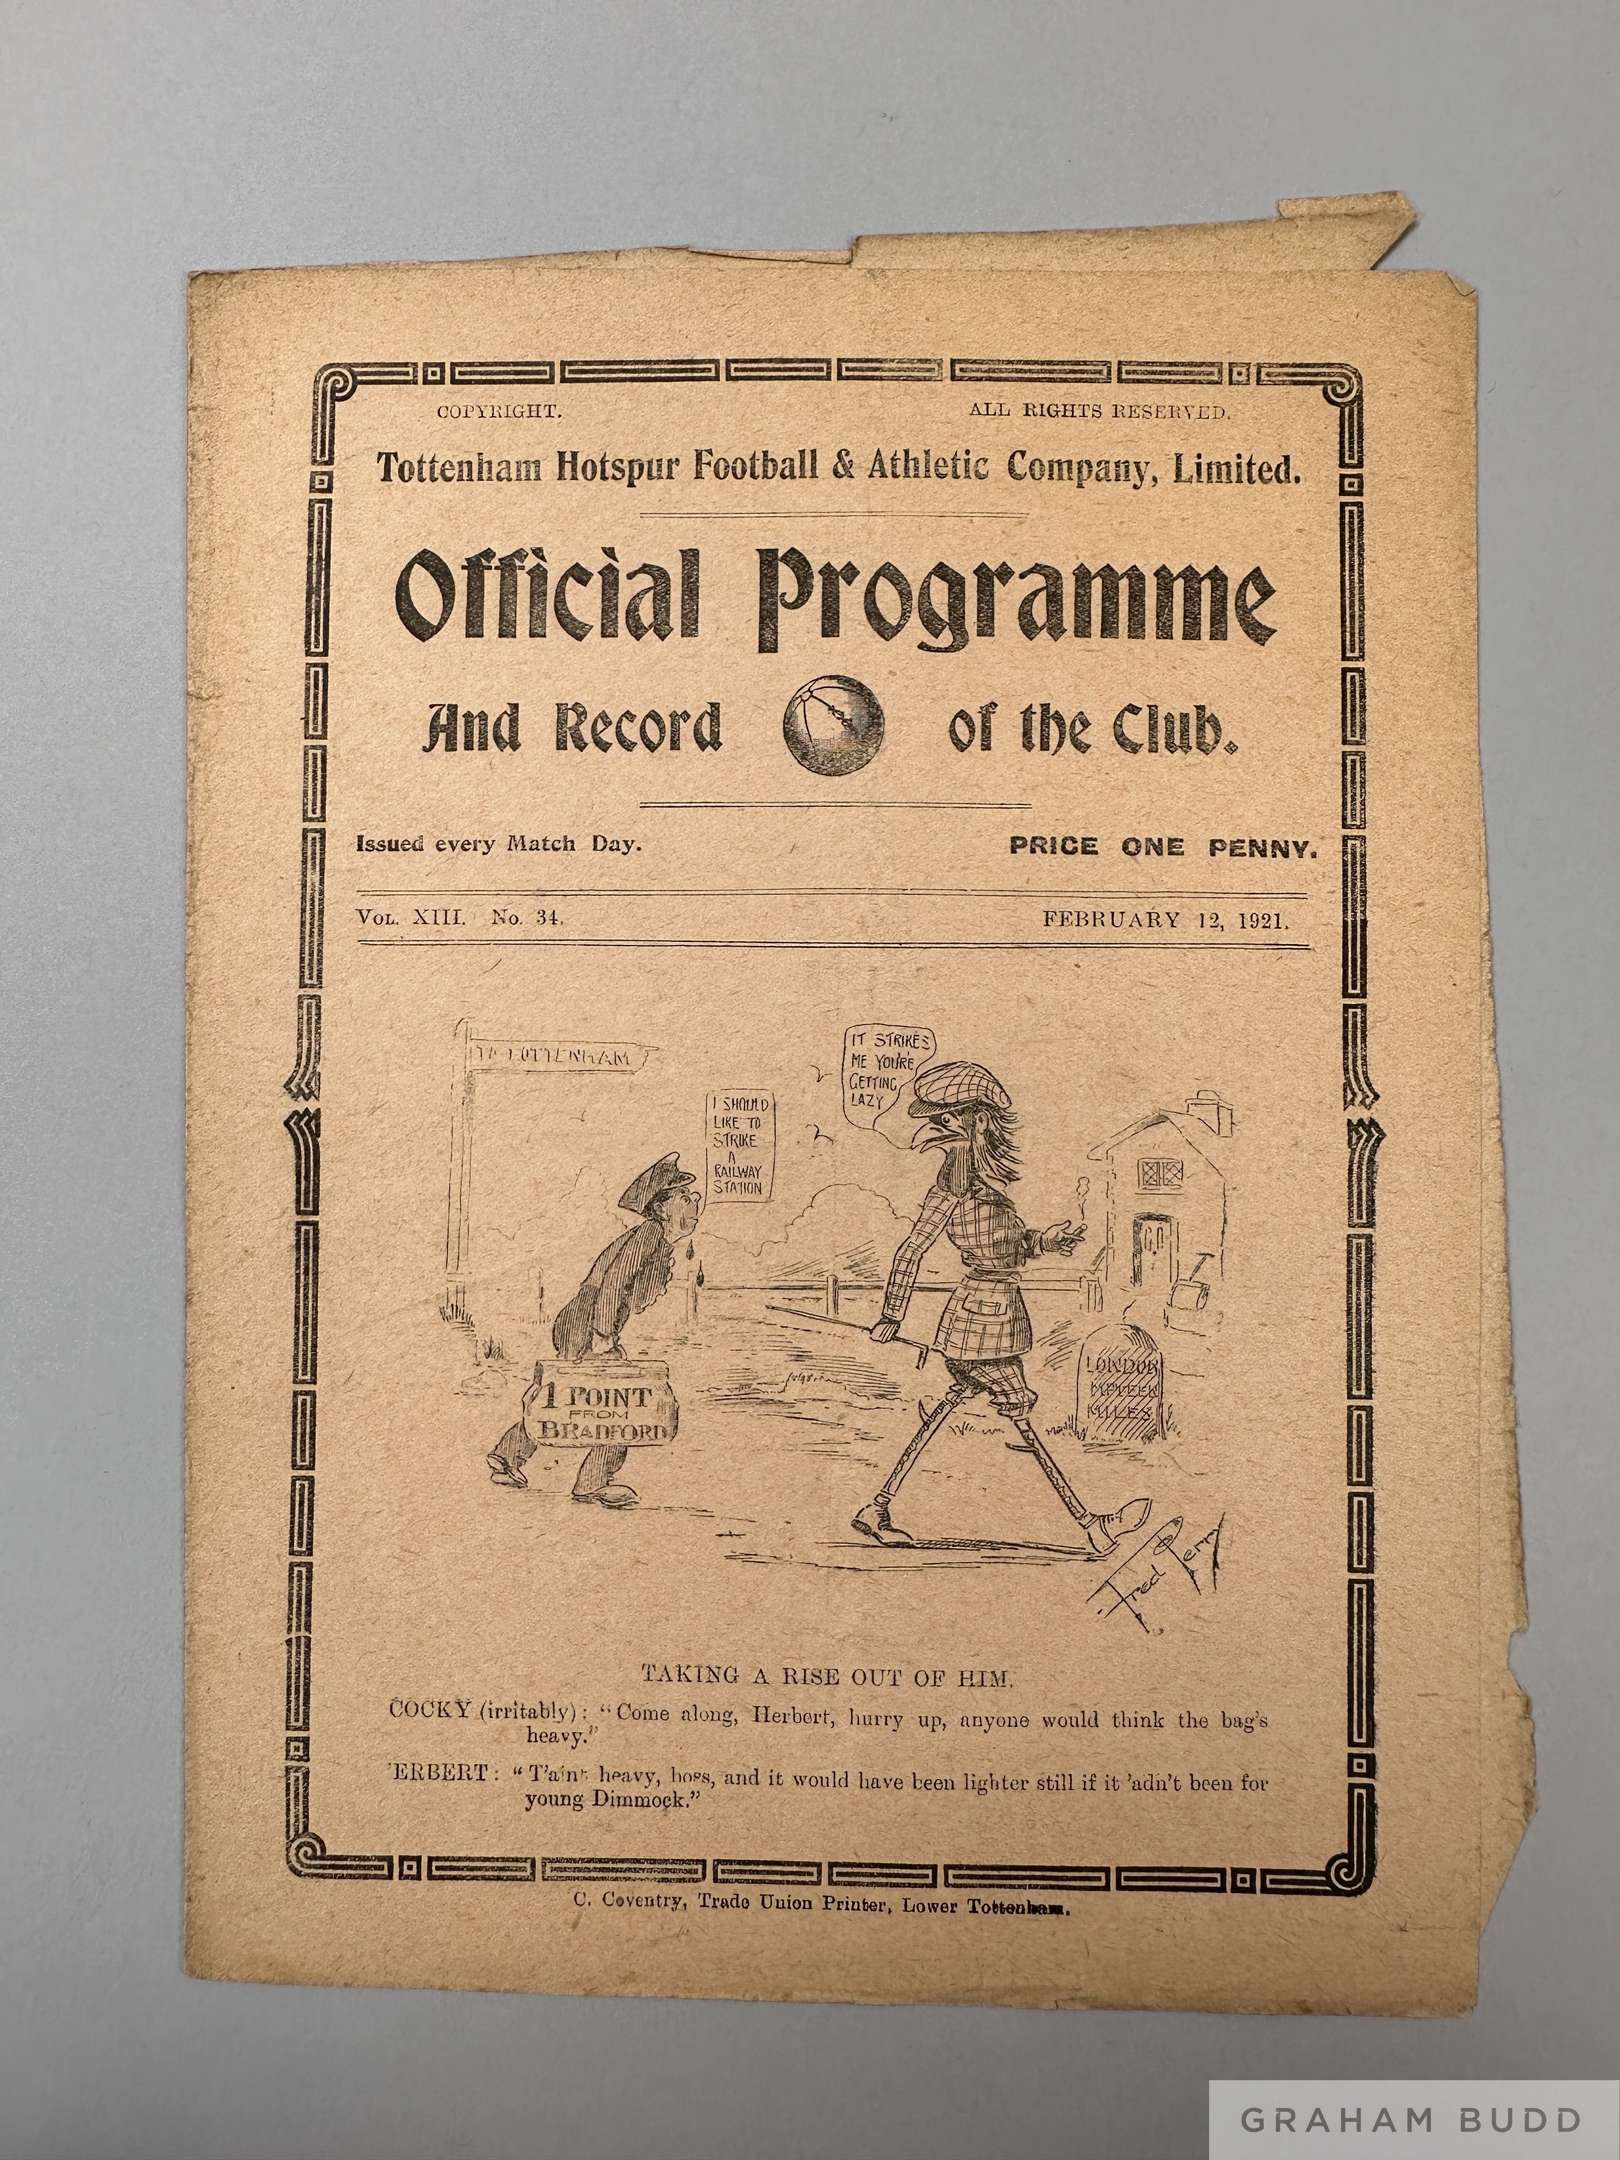 COPYRIGHT. ALL RIGHTS RESERVED.
Tottenham Hotspur Football & Athletic Company, Limited.
Official Programme
And Record of the Club.
Issued every Match Day. PRICE ONE PENNY.
VOL. XIII. No. 34. FEBRUARY 12, 1921.
TO TOTTENHAM
IT STRIKES
ME YOU'RE
GETTING
LAZY
I SHOULD
LIKE TO
STRIKE
A
RAILWAY
STATION
1 POINT
FROM
BRADFORD
LONDON
MILES
Fred Perry
TAKING A RISE OUT OF HIM.
COCKY (irritably): "Come along, Herbert, hurry up, anyone would think the bag's
heavy."
'ERBERT: "T'aint heavy, boss, and it would have been lighter still if it 'adn't been for
young Dimmock."
C. Coventry, Trade Union Printer, Lower Tottenham.
GRAHAM BUDD